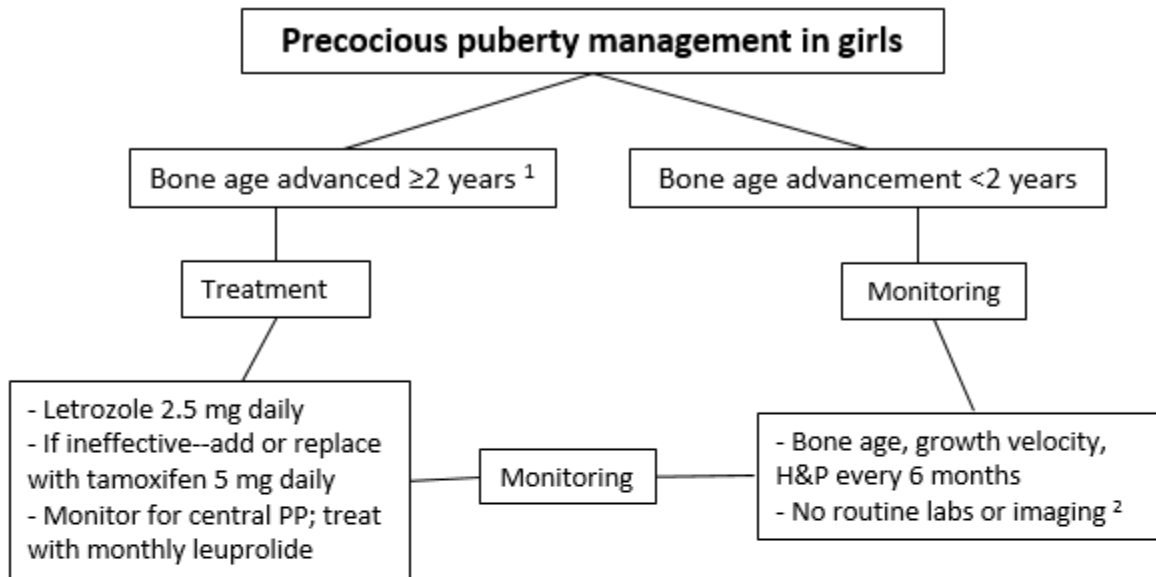 Precocious puberty management in girls
Bone age advanced ≥2 years ¹
Bone age advancement <2 years
Treatment
Monitoring
- Letrozole 2.5 mg daily
- If ineffective--add or replace
with tamoxifen 5 mg daily
- Monitor for central PP; treat
with monthly leuprolide
Monitoring
- Bone age, growth velocity,
H&P every 6 months
- No routine labs or imaging ²